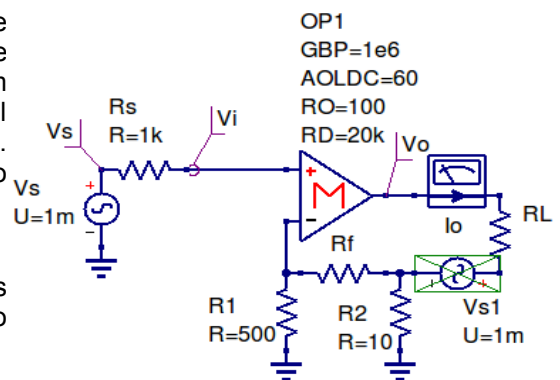 OP1
GBP=1e6
AOLDC=60
RO=100
RD=20k
Rs
R=1k
Vs
Vi
Vo
Vs
U=1m
+
-
+
-
M
Io
RL
Rf
R1
R=500
R2
R=10
Vs1
U=1m
+